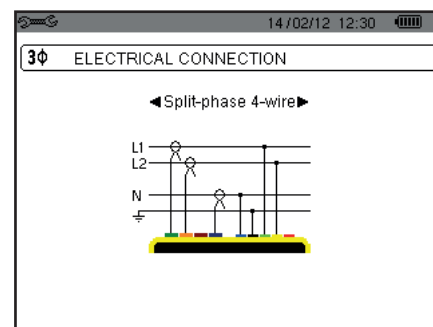 14/02/12 12:30
3Φ ELECTRICAL CONNECTION
◄Split-phase 4-wire►
L1
L2
N